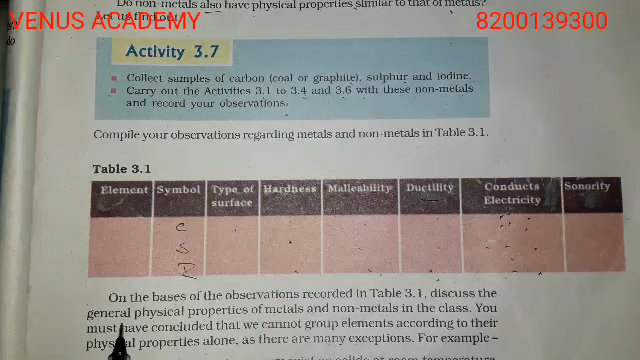 Do non-metals also have physical properties similar to that of metals?
VENUS ACADEMY 8200139300
Let us find out.
Activity 3.7
Collect samples of carbon (coal or graphite), sulphur and iodine.
Carry out the Activities 3.1 to 3.4 and 3.6 with these non-metals
and record your observations.
Compile your observations regarding metals and non-metals in Table 3.1.
Table 3.1
Element Symbol Type of surface Hardness Malleability Ductility Conducts Electricity Sonority
C
S
I
On the bases of the observations recorded in Table 3.1, discuss the
general physical properties of metals and non-metals in the class. You
must have concluded that we cannot group elements according to their
physical properties alone, as there are many exceptions. For example –